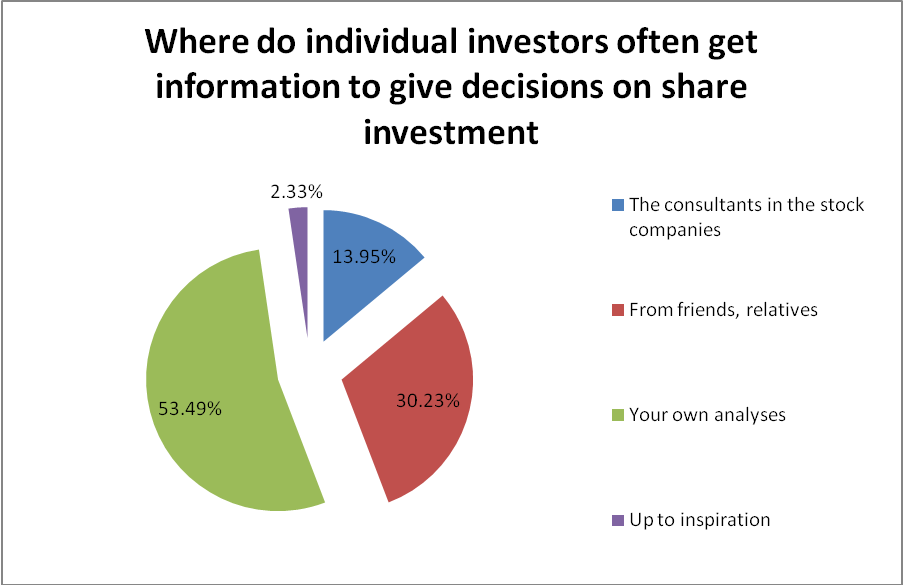 Where do individual investors often get
information to give decisions on share
investment
2.33%
13.95%
30.23%
53.49%
The consultants in the stock
companies
From friends, relatives
Your own analyses
Up to inspiration